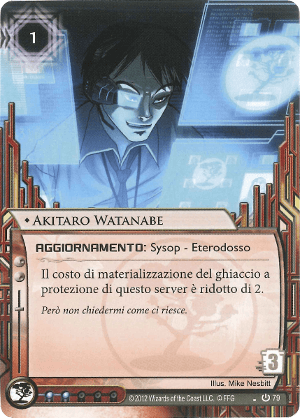 1
• AKITARO WATANABE
AGGIORNAMENTO: Sysop - Eterodosso
Il costo di materializzazione del ghiaccio a
protezione di questo server è ridotto di 2.
Però non chiedermi come ci riesce.
3
Illus. Mike Nesbitt
©2012 Wizards of the Coast LLC. ©FFG 79